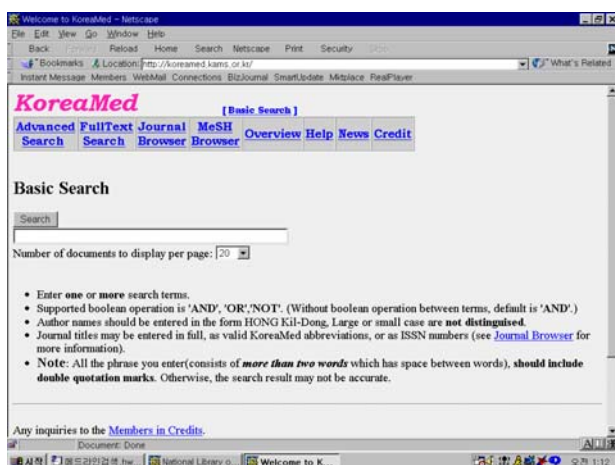 Welcome to KoreaMed - Netscape
File Edit View Go Window Help
Back Forward Reload Home Search Netscape Print Security Stop
Bookmarks Location: http://koreamed.kams.or.kr/ What's Related
Instant Message Members WebMail Connections BizJournal SmartUpdate Mktplace RealPlayer
KoreaMed [ Basic Search ]
Advanced Search FullText Search Journal Browser MeSH Browser Overview Help News Credit
Basic Search
Search
Number of documents to display per page: 20
Enter one or more search terms.
Supported boolean operation is 'AND', 'OR','NOT'. (Without boolean operation between terms, default is 'AND'.)
Author names should be entered in the form HONG Kil-Dong, Large or small case are not distinguised.
Journal titles may be entered in full, as valid KoreaMed abbreviations, or as ISSN numbers (see Journal Browser for
more information).
Note: All the phrase you enter(consists of more than two words which has space between words), should include
double quotation marks. Otherwise, the search result may not be accurate.
Any inquiries to the Members in Credits.
Document: Done
시작 National Library o... Welcome to K... 오전 1:12